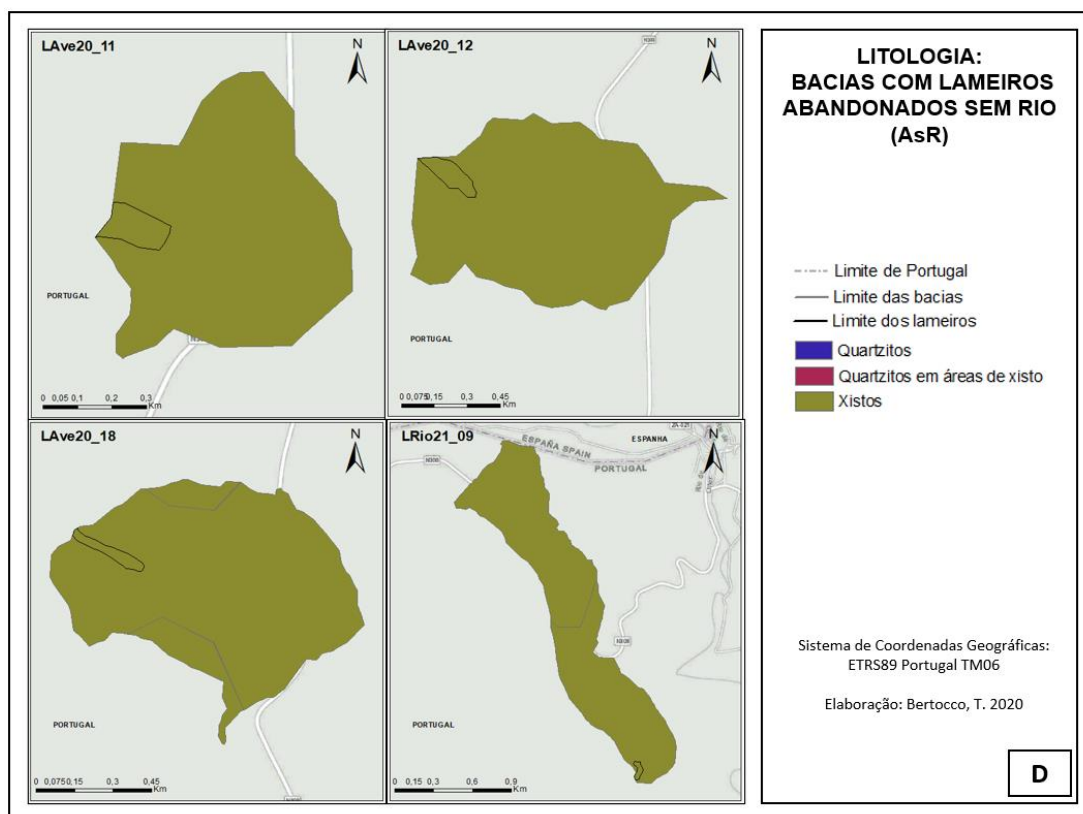 LAve20_11
N
PORTUGAL
0 0,05 0,1 0,2 0,3
Km
LAve20_12
N
PORTUGAL
0 0,075 0,15 0,3 0,45
Km
LAve20_18
N
PORTUGAL
0 0,075 0,15 0,3 0,45
Km
LRio21_09
N
ESPAÑA SPAIN
PORTUGAL
ESPANHA
PORTUGAL
0 0,15 0,3 0,6 0,9
Km
LITOLOGIA:
BACIAS COM LAMEIROS
ABANDONADOS SEM RIO
(AsR)
Limite de Portugal
Limite das bacias
Limite dos lameiros
Quartzitos
Quartzitos em áreas de xisto
Xistos
Sistema de Coordenadas Geográficas:
ETRS89 Portugal TM06
Elaboração: Bertocco, T. 2020
D